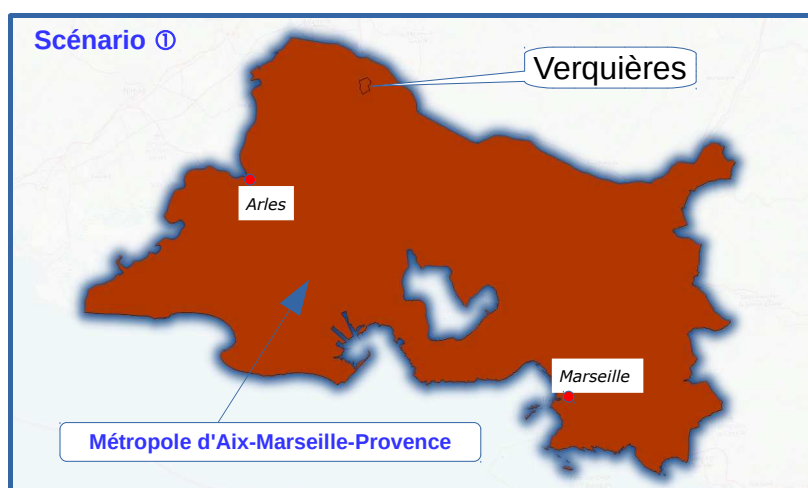 Scénario ①
Verquières
Arles
Marseille
Métropole d'Aix-Marseille-Provence